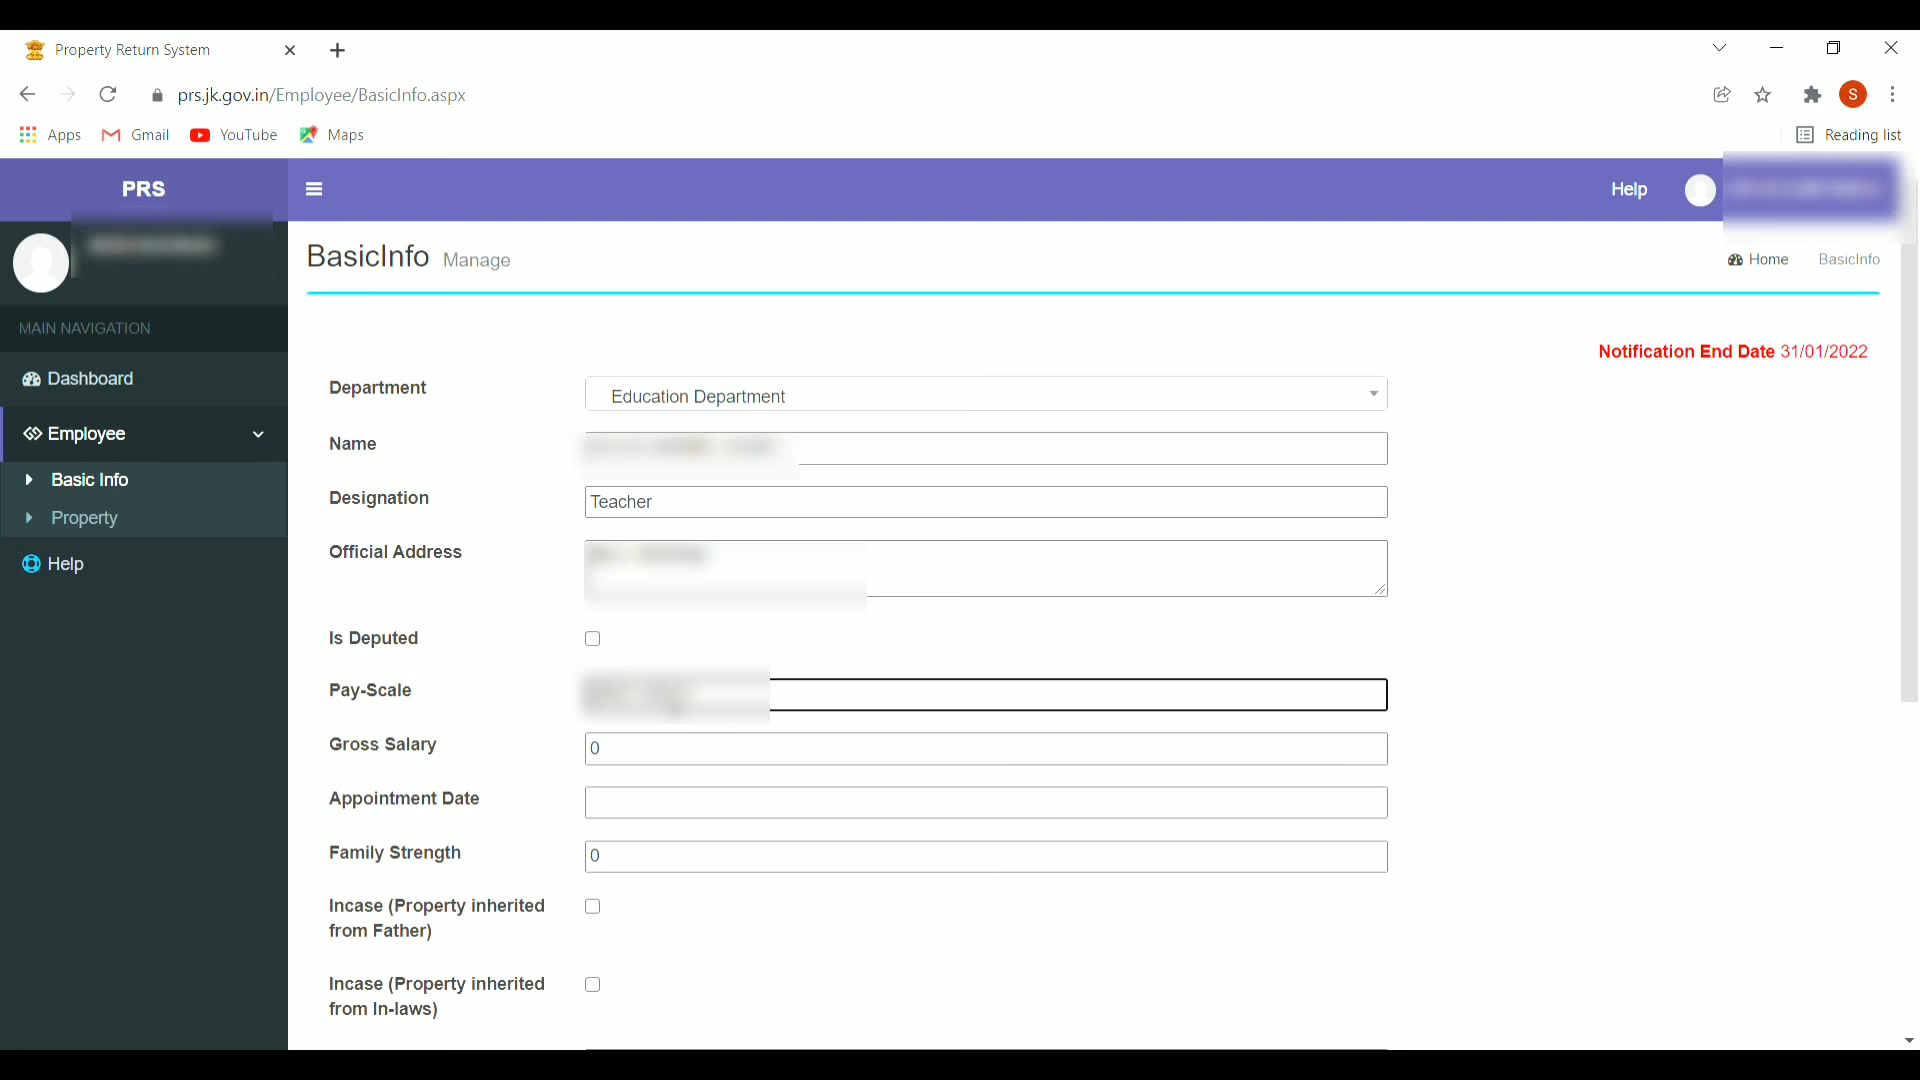 Property Return System
prs.jk.gov.in/Employee/BasicInfo.aspx
S
Apps
Gmail
YouTube
Maps
Reading list
PRS
Help
BasicInfo Manage
Home
BasicInfo
MAIN NAVIGATION
Dashboard
Employee
Basic Info
Property
Help
Notification End Date 31/01/2022
Department
Education Department
Name
Designation
Teacher
Official Address
Is Deputed
Pay-Scale
Gross Salary
0
Appointment Date
Family Strength
0
Incase (Property inherited
from Father)
Incase (Property inherited
from In-laws)